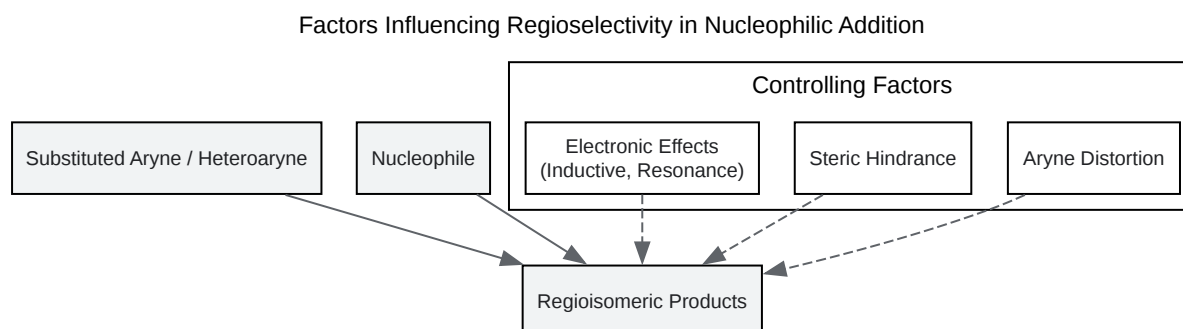 Factors Influencing Regioselectivity in Nucleophilic Addition
Controlling Factors
Substituted Aryne / Heteroaryne
Nucleophile
Electronic Effects
(Inductive, Resonance)
Steric Hindrance
Aryne Distortion
Regioisomeric Products